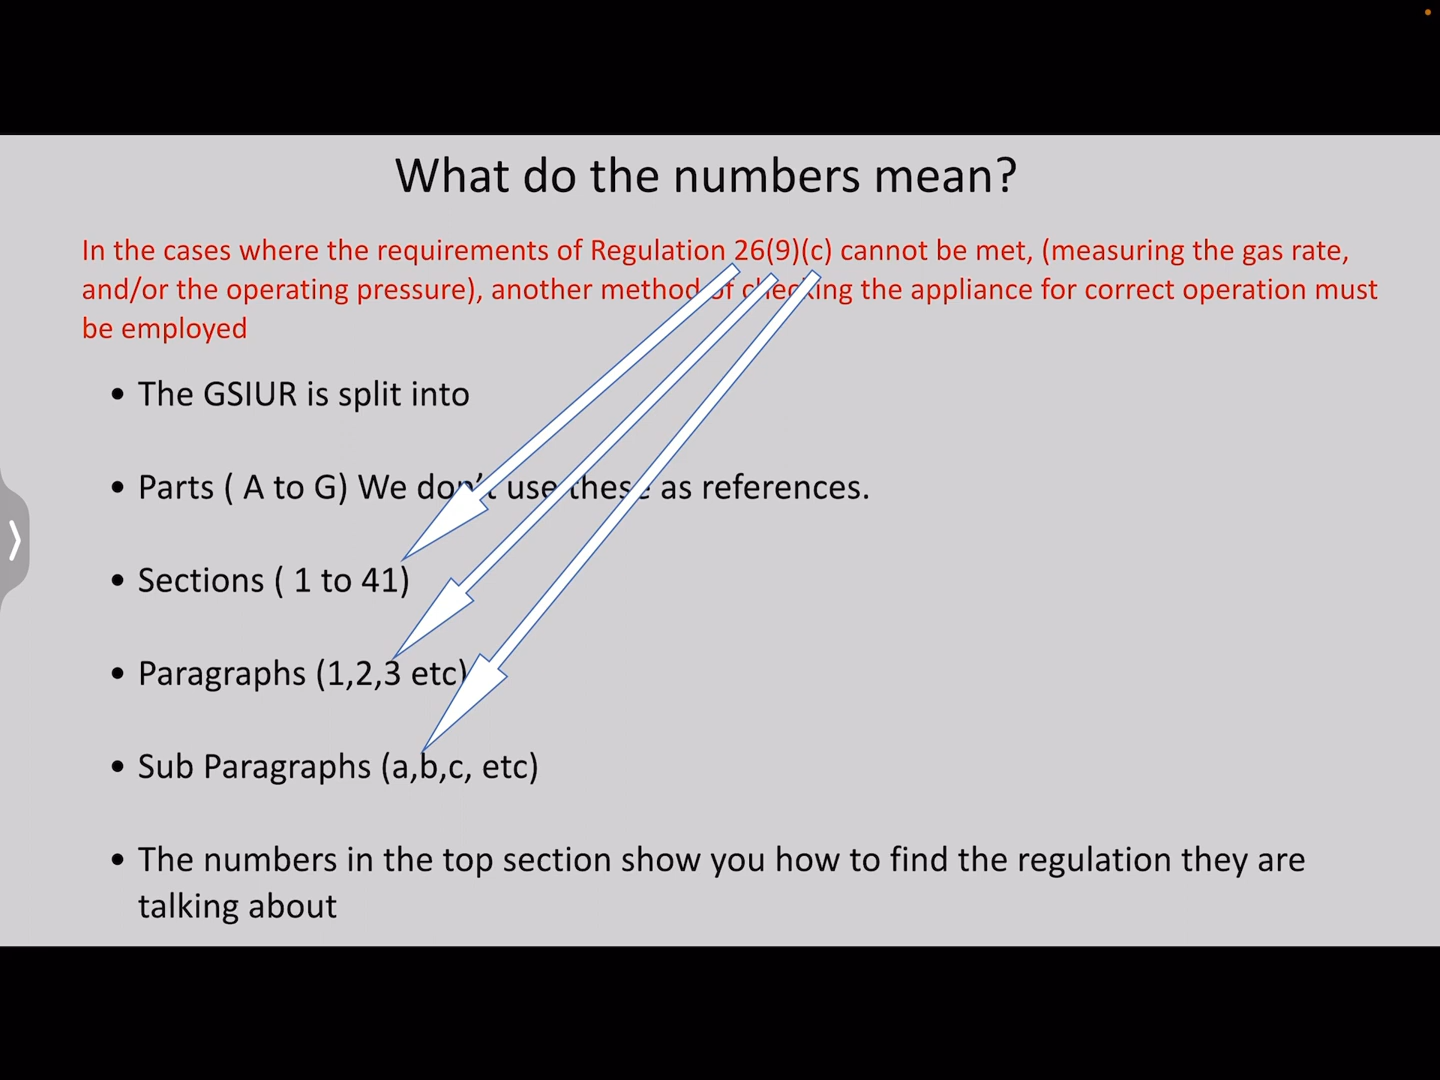 What do the numbers mean?
In the cases where the requirements of Regulation 26(9)(c) cannot be met, (measuring the gas rate,
and/or the operating pressure), another method of checking the appliance for correct operation must
be employed
• The GSIUR is split into
• Parts ( A to G) We don't use these as references.
• Sections ( 1 to 41)
• Paragraphs (1,2,3 etc)
• Sub Paragraphs (a,b,c, etc)
• The numbers in the top section show you how to find the regulation they are
talking about